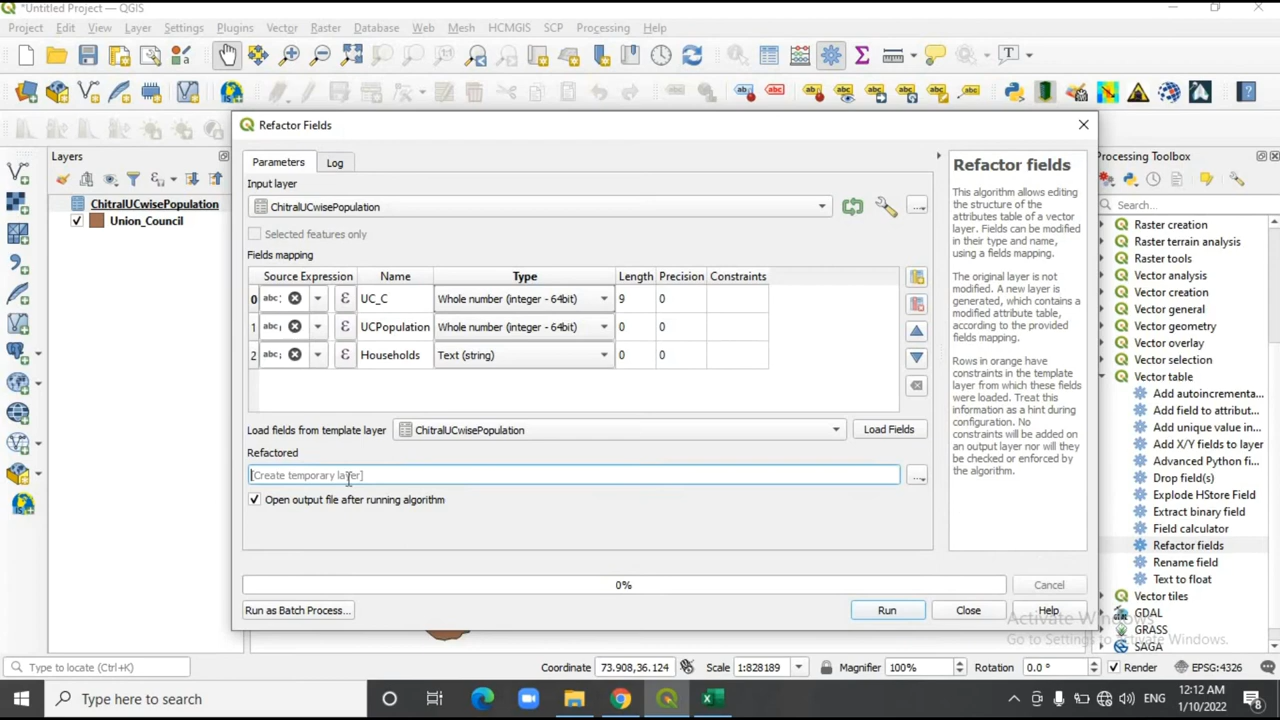 *Untitled Project — QGIS
Project Edit View Layer Settings Plugins Vector Raster Database Web Mesh HCMGIS SCP Processing Help
Layers
ChitralUCwisePopulation
Union_Council
Refactor Fields
Parameters Log
Input layer
ChitralUCwisePopulation
Selected features only
Fields mapping
Source Expression Name Type Length Precision Constraints
0 abc ε UC_C Whole number (integer - 64bit) 9 0
1 abc ε UCPopulation Whole number (integer - 64bit) 0 0
2 abc ε Households Text (string) 0 0
Load fields from template layer ChitralUCwisePopulation Load Fields
Refactored
[Create temporary layer]
Open output file after running algorithm
0% Cancel
Run as Batch Process... Run Close Help
Refactor fields
This algorithm allows editing
the structure of the
attributes table of a vector
layer. Fields can be modified
in their type and name,
using a fields mapping.
The original layer is not
modified. A new layer is
generated, which contains a
modified attribute table,
according to the provided
fields mapping.
Rows in orange have
constraints in the template
layer from which these fields
were loaded. Treat this
information as a hint during
configuration. No
constraints will be added on
an output layer nor will they
be checked or enforced by
the algorithm.
Processing Toolbox
Search...
Raster creation
Raster terrain analysis
Raster tools
Vector analysis
Vector creation
Vector general
Vector geometry
Vector overlay
Vector selection
Vector table
Add autoincrementa...
Add field to attribut...
Add unique value in...
Add X/Y fields to layer
Advanced Python fi...
Drop field(s)
Explode HStore Field
Extract binary field
Field calculator
Refactor fields
Rename field
Text to float
Vector tiles
GDAL
GRASS
SAGA
Activate Windows
Go to Settings to Activate Windows.
Type to locate (Ctrl+K) Coordinate 73.908,36.124 Scale 1:828189 Magnifier 100% Rotation 0.0 ° Render EPSG:4326
Type here to search ENG 12:12 AM
1/10/2022 8